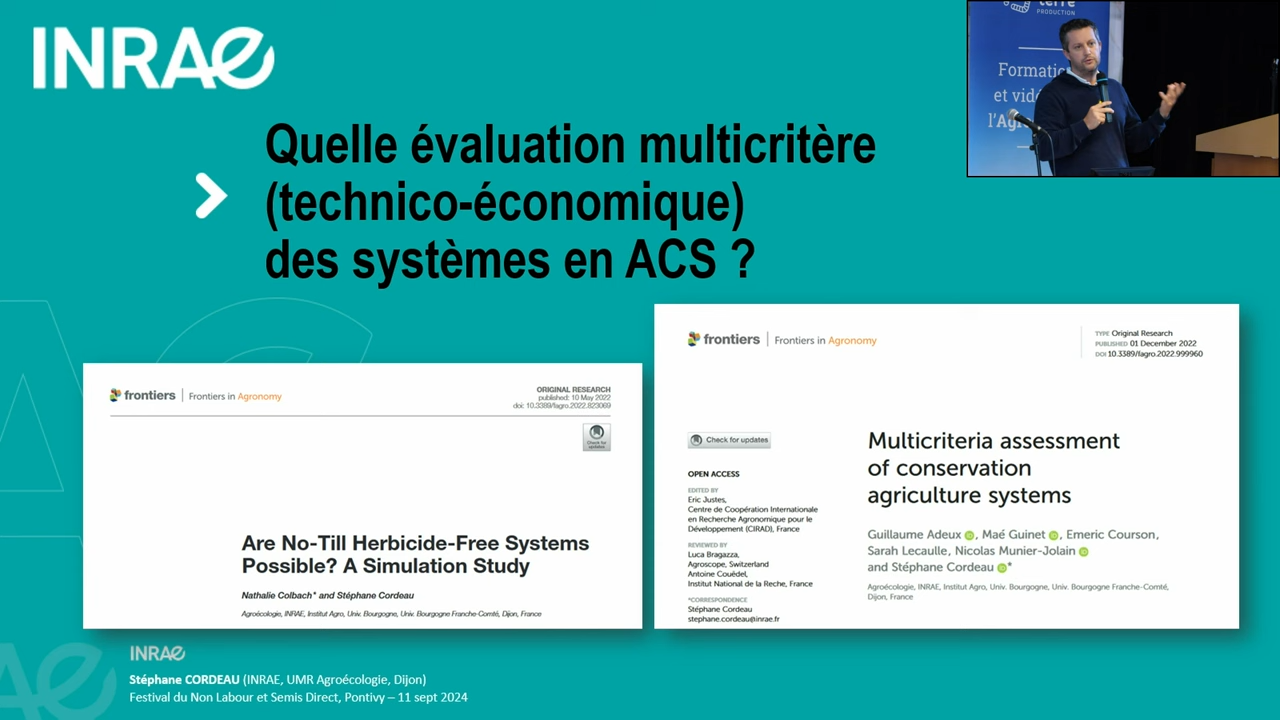 INRAE
Quelle évaluation multicritère
(technico-économique)
des systèmes en ACS ?
terre
PRODUCTION
et vidé
frontiers | Frontiers in Agronomy
ORIGINAL RESEARCH
published: 10 May 2022
doi: 10.3389/fagro.2022.823069
Check for updates
Are No-Till Herbicide-Free Systems
Possible? A Simulation Study
Nathalie Colbach* and Stéphane Cordeau
Agroécologie, INRAE, Institut Agro, Univ. Bourgogne, Univ. Bourgogne Franche-Comté, Dijon, France
frontiers | Frontiers in Agronomy
TYPE Original Research
PUBLISHED 01 December 2022
DOI 10.3389/fagro.2022.999960
Check for updates
OPEN ACCESS
EDITED BY
Eric Justes,
Centre de Coopération Internationale
en Recherche Agronomique pour le
Développement (CIRAD), France
REVIEWED BY
Luca Bragazza,
Agroscope, Switzerland
Antoine Couëdel,
Institut National de la Reche, France
*CORRESPONDENCE
Stéphane Cordeau
stephane.cordeau@inrae.fr
Multicriteria assessment
of conservation
agriculture systems
Guillaume Adeux, Maé Guinet, Emeric Courson,
Sarah Lecaulle, Nicolas Munier-Jolain
and Stéphane Cordeau*
Agroécologie, INRAE, Institut Agro, Univ. Bourgogne, Univ. Bourgogne Franche-Comté,
Dijon, France
INRAE
Stéphane CORDEAU (INRAE, UMR Agroécologie, Dijon)
Festival du Non Labour et Semis Direct, Pontivy – 11 sept 2024